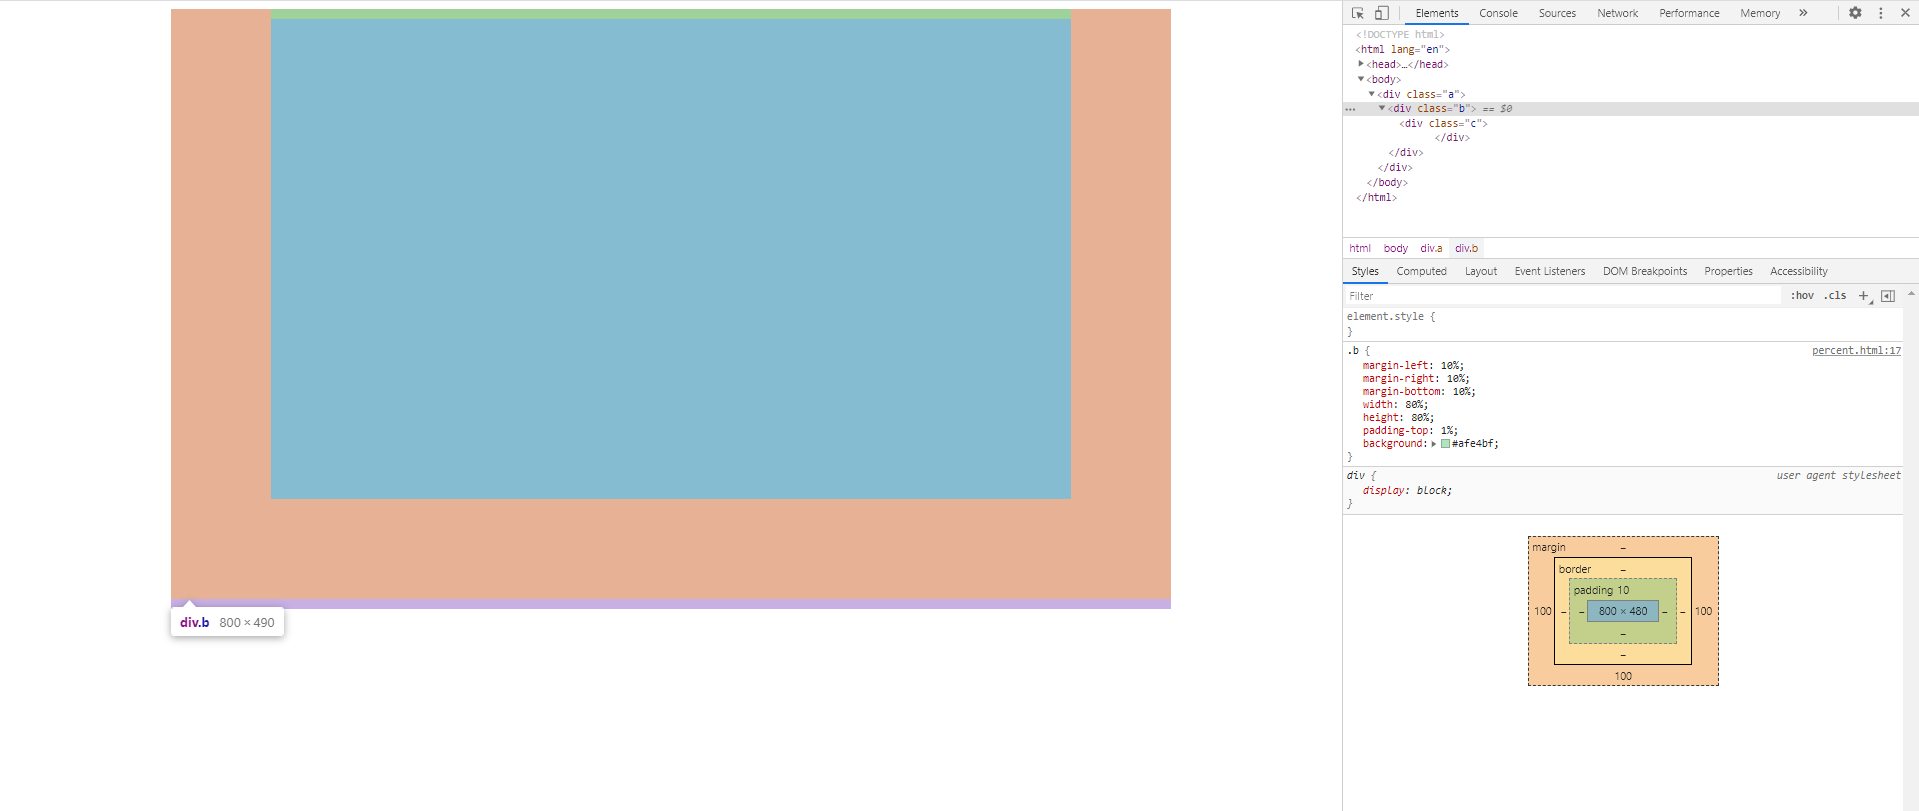 Elements Console Sources Network Performance Memory »
<!DOCTYPE html>
<html lang="en">
<head>…</head>
<body>
<div class="a">
<div class="b"> == $0
<div class="c">
</div>
</div>
</div>
</body>
</html>
html body div.a div.b
Styles Computed Layout Event Listeners DOM Breakpoints Properties Accessibility
Filter :hov .cls +
element.style {
}
.b { percent.html:17
margin-left: 10%;
margin-right: 10%;
margin-bottom: 10%;
width: 80%;
height: 80%;
padding-top: 1%;
background: #afe4bf;
}
div { user agent stylesheet
display: block;
}
margin –
border –
padding 10
100 – – 800 × 480 – – 100
–
–
100
div.b 800 × 490